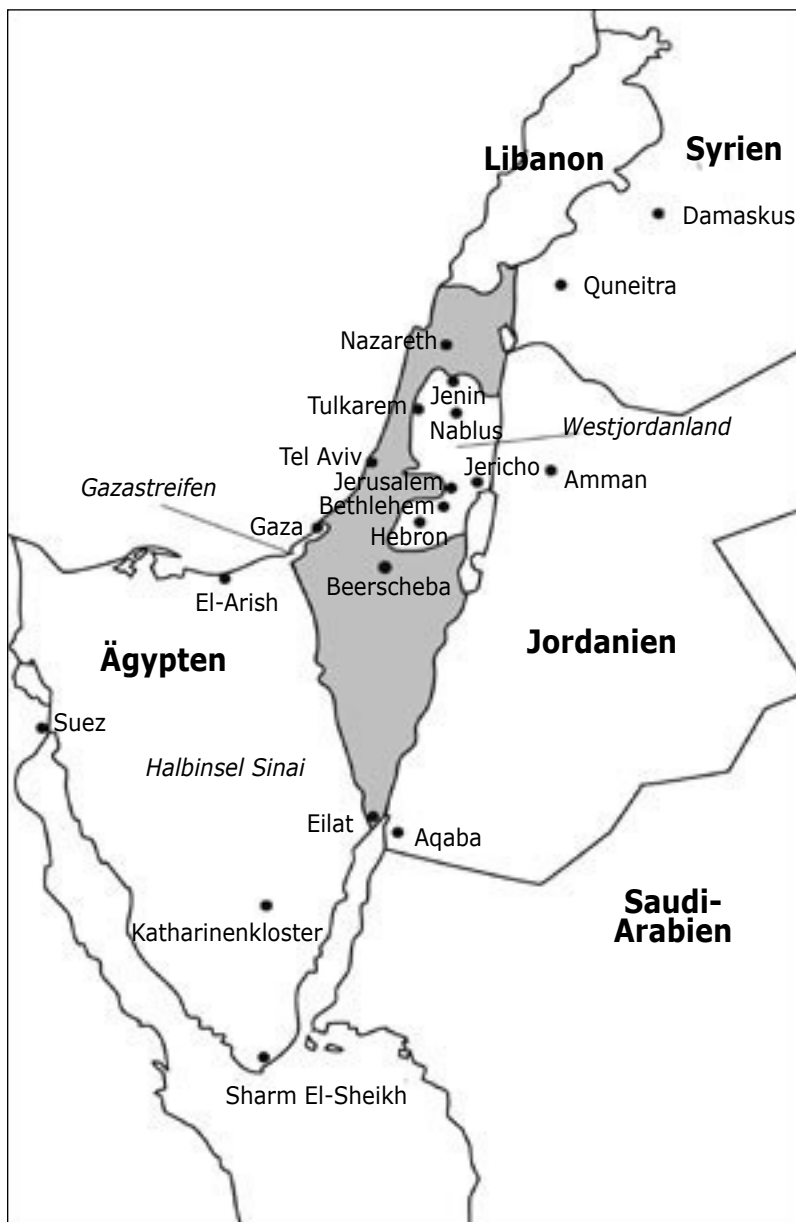 Libanon
Syrien
Damaskus
Quneitra
Nazareth
Jenin
Tulkarem
Nablus
Westjordanland
Tel Aviv
Jericho
Amman
Gazastreifen
Jerusalem
Bethlehem
Gaza
Hebron
Beerscheba
El-Arish
Ägypten
Jordanien
Suez
Halbinsel Sinai
Eilat
Aqaba
Saudi-
Arabien
Katharinenkloster
Sharm El-Sheikh